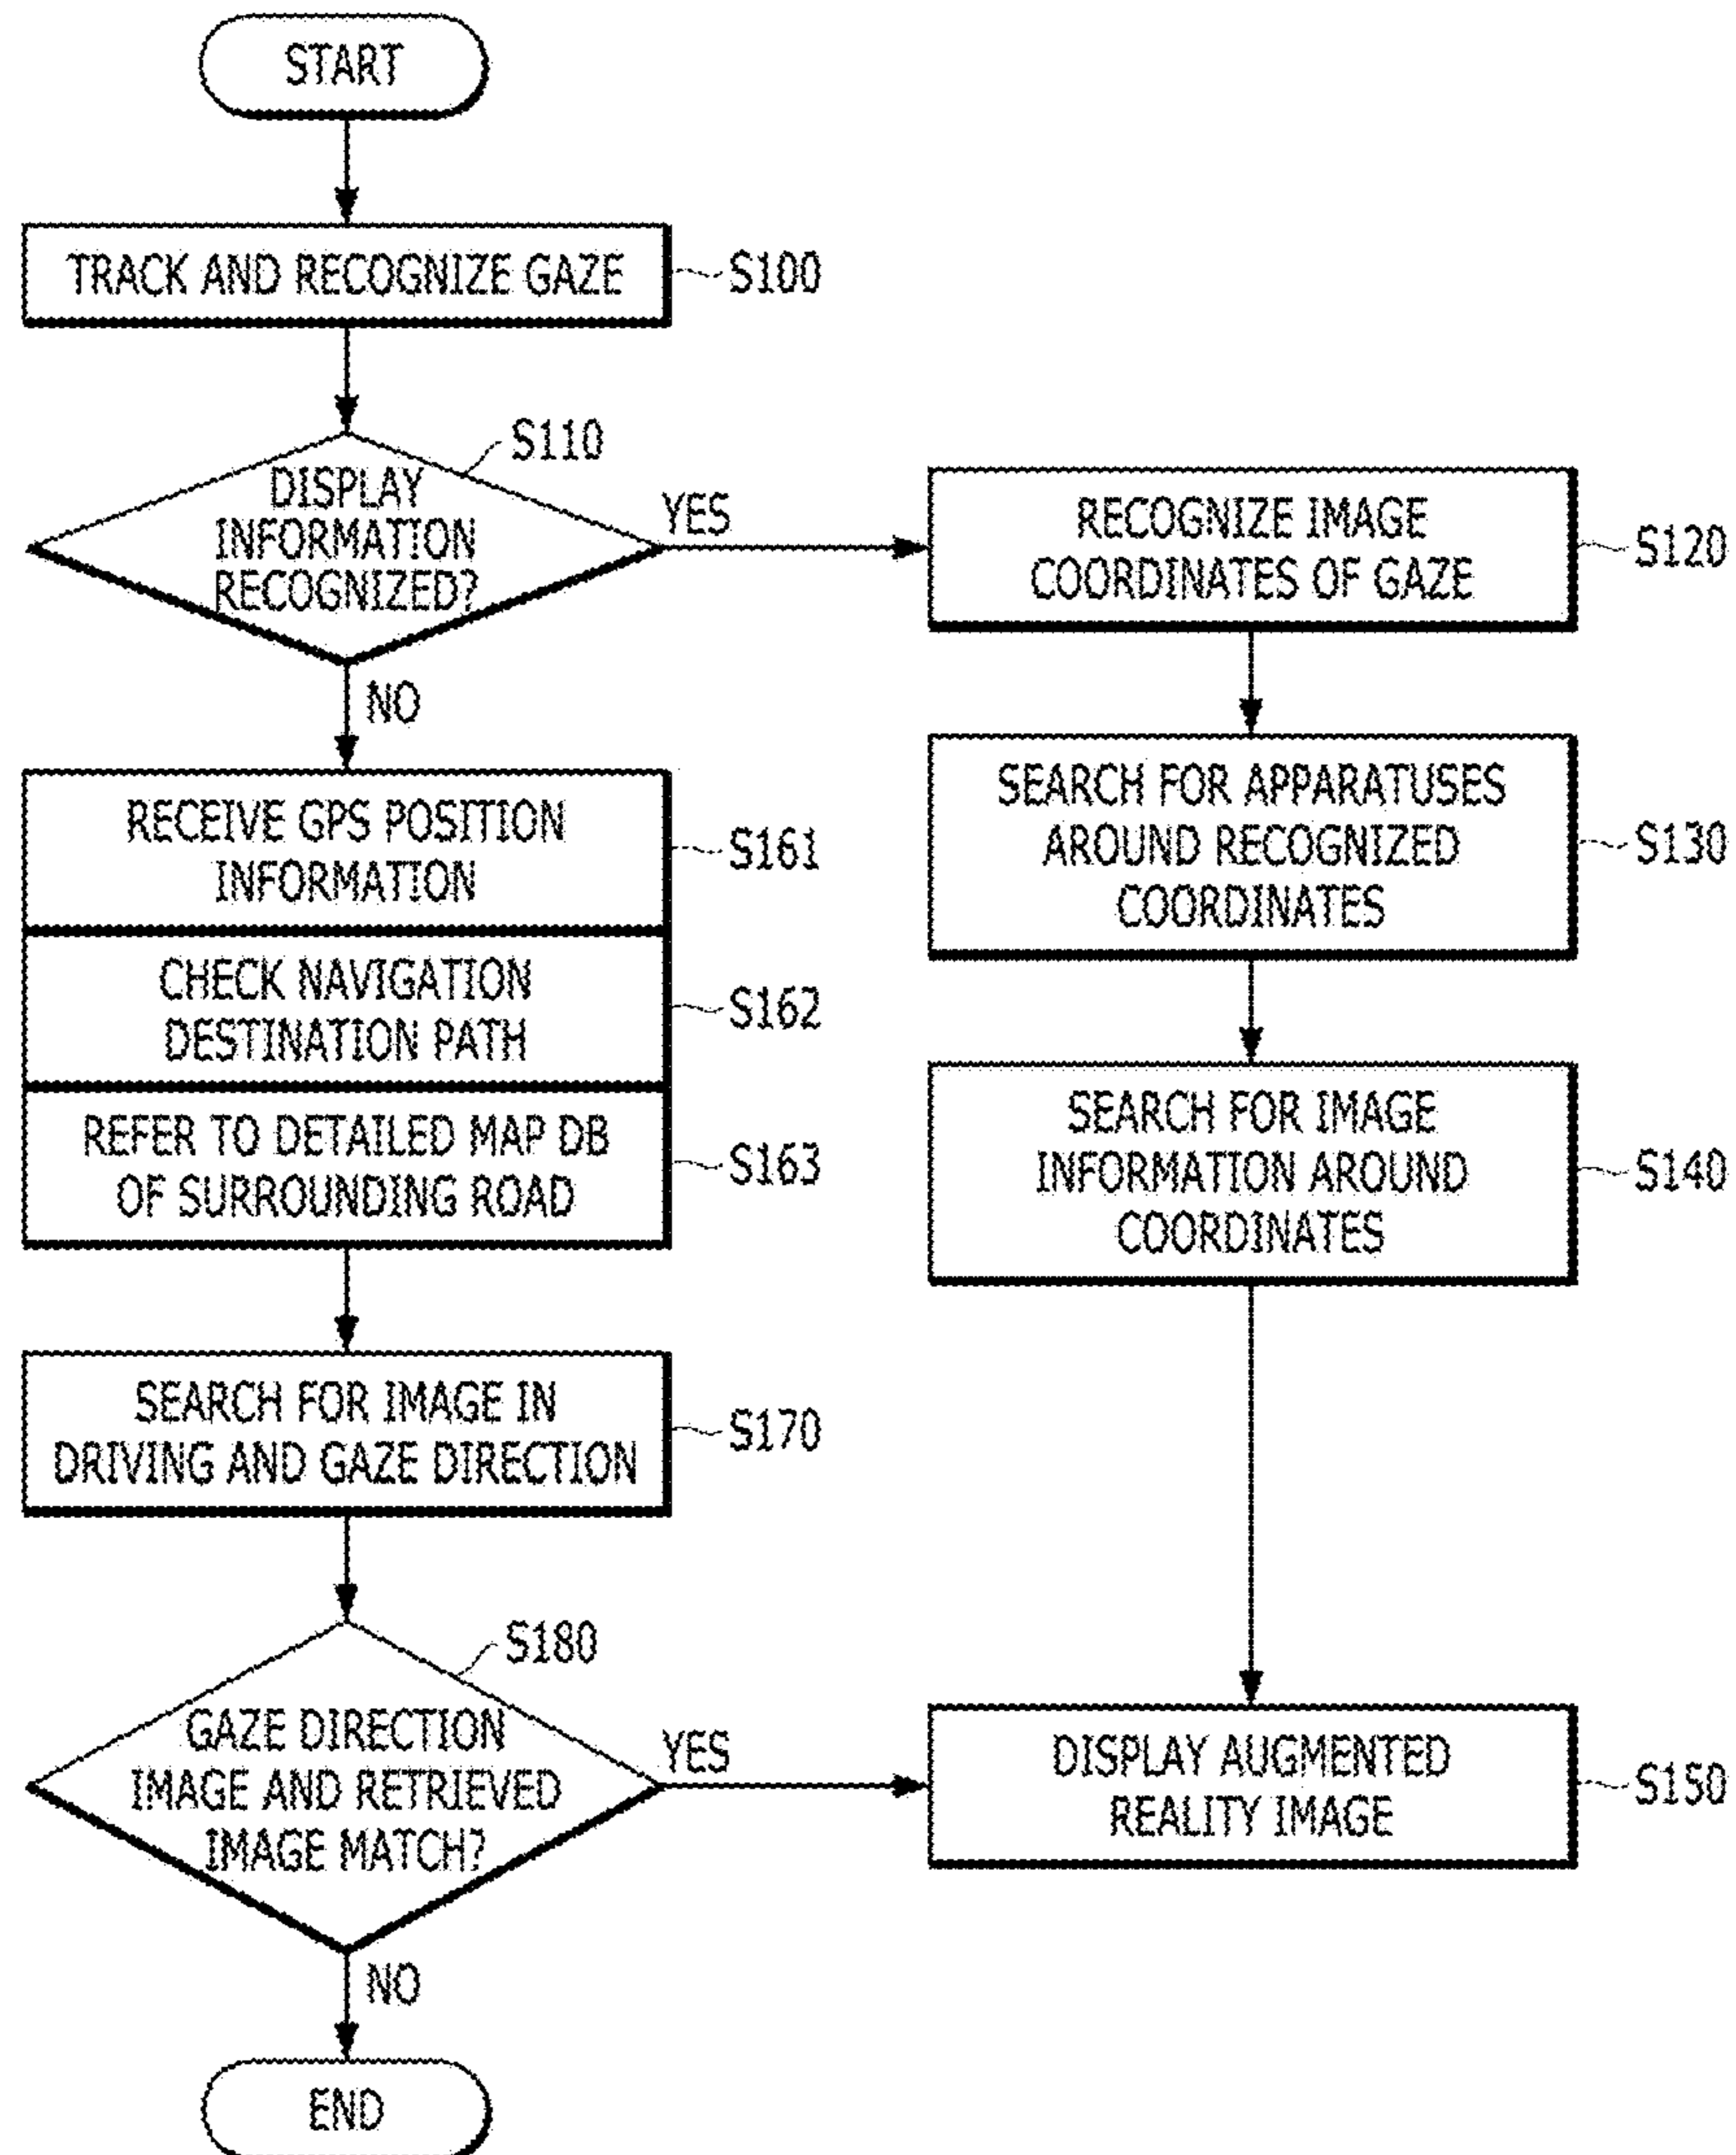 START
TRACK AND RECOGNIZE GAZE
S100
S110
DISPLAY
INFORMATION
RECOGNIZED?
YES
NO
RECOGNIZE IMAGE
COORDINATES OF GAZE
S120
SEARCH FOR APPARATUSES
AROUND RECOGNIZED
COORDINATES
S130
SEARCH FOR IMAGE
INFORMATION AROUND
COORDINATES
S140
RECEIVE GPS POSITION
INFORMATION
S161
CHECK NAVIGATION
DESTINATION PATH
S162
REFER TO DETAILED MAP DB
OF SURROUNDING ROAD
S163
SEARCH FOR IMAGE IN
DRIVING AND GAZE DIRECTION
S170
S180
GAZE DIRECTION
IMAGE AND RETRIEVED
IMAGE MATCH?
YES
NO
DISPLAY AUGMENTED
REALITY IMAGE
S150
END